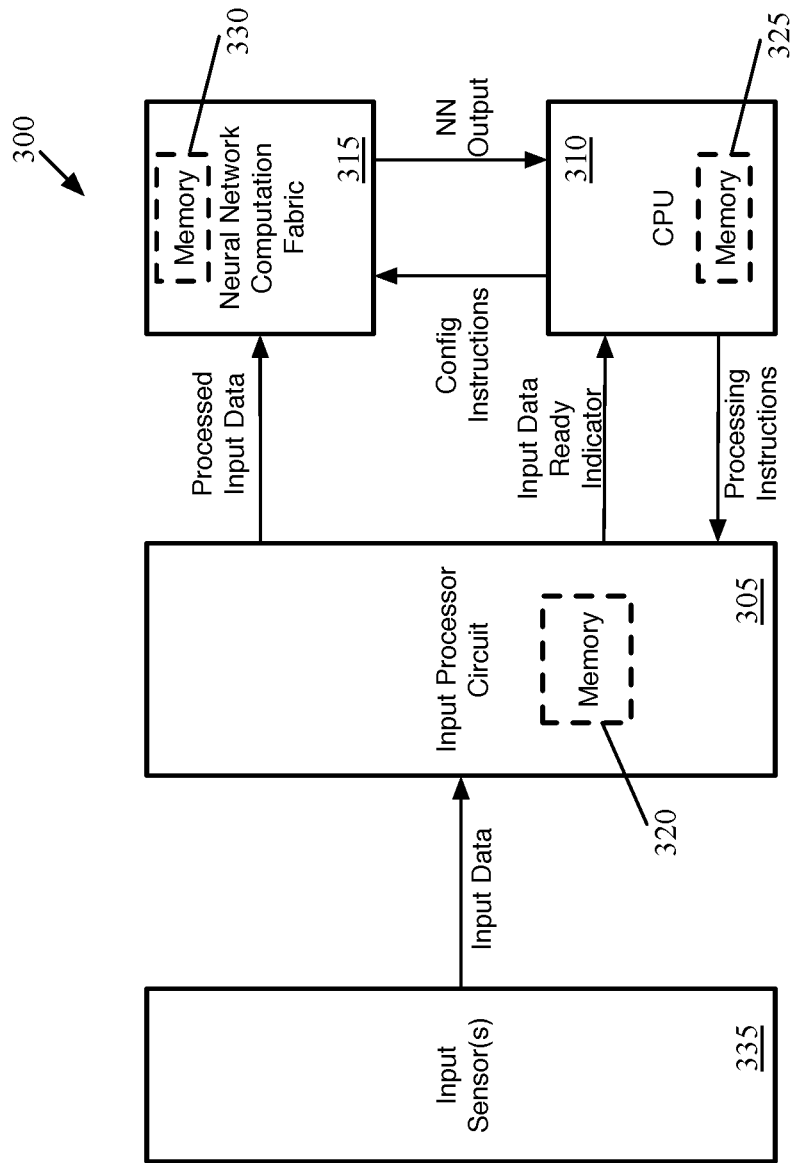 300
Input
Sensor(s)
335
Input Data
Input Processor
Circuit
Memory
320
305
Processed
Input Data
Input Data
Ready
Indicator
Processing
Instructions
Memory
330
Neural Network
Computation
Fabric
315
Config
Instructions
NN
Output
310
CPU
Memory
325